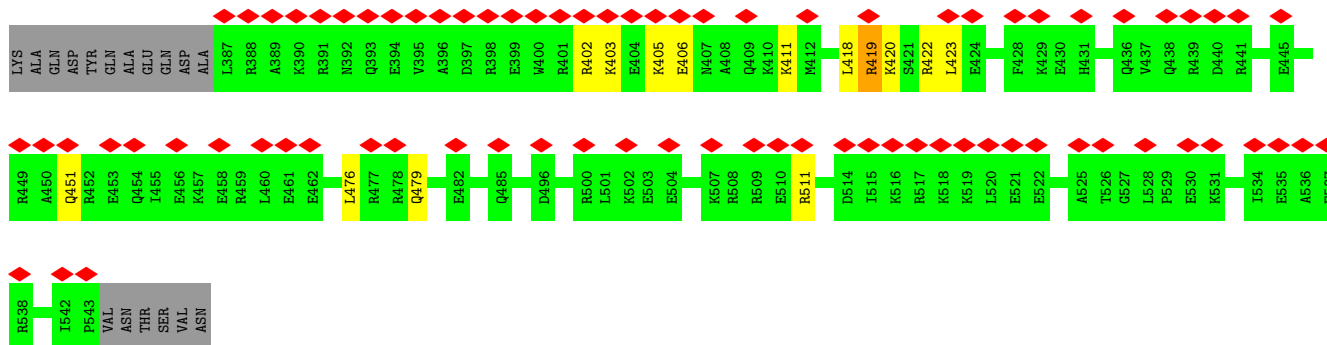 LYS ALA GLN ASP TYR GLN ALA GLU GLN ASP ALA L387 R388 A389 K390 R391 N392 Q393 E394 V395 A396 D397 R398 E399 W400 R401 R402 K403 E404 K405 E406 N407 A408 Q409 K410 K411 M412 L418 R419 K420 S421 R422 L423 E424 F428 K429 E430 H431 Q436 V437 Q438 R439 D440 R441 E445
R449 A450 Q451 R452 E453 Q454 I455 E456 K457 E458 R459 L460 E461 E462 L476 R477 R478 Q479 E482 Q485 D496 R500 L501 K502 E503 E504 K507 R508 R509 E510 R511 D514 I515 K516 R517 K518 K519 L520 E521 E522 A525 T526 G527 L528 P529 E530 K531 I534 E535 A536
R538 I542 P543 VAL ASN THR SER VAL ASN